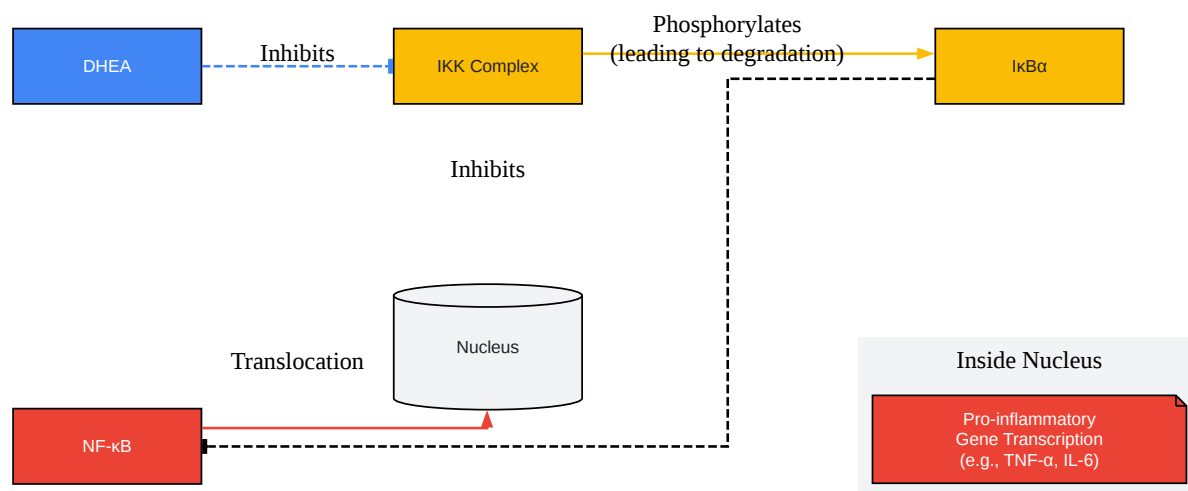 Phosphorylates
(leading to degradation)
DHEA
Inhibits
IKK Complex
IκBα
Inhibits
Nucleus
Translocation
Inside Nucleus
NF-κB
Pro-inflammatory
Gene Transcription
(e.g., TNF-α, IL-6)